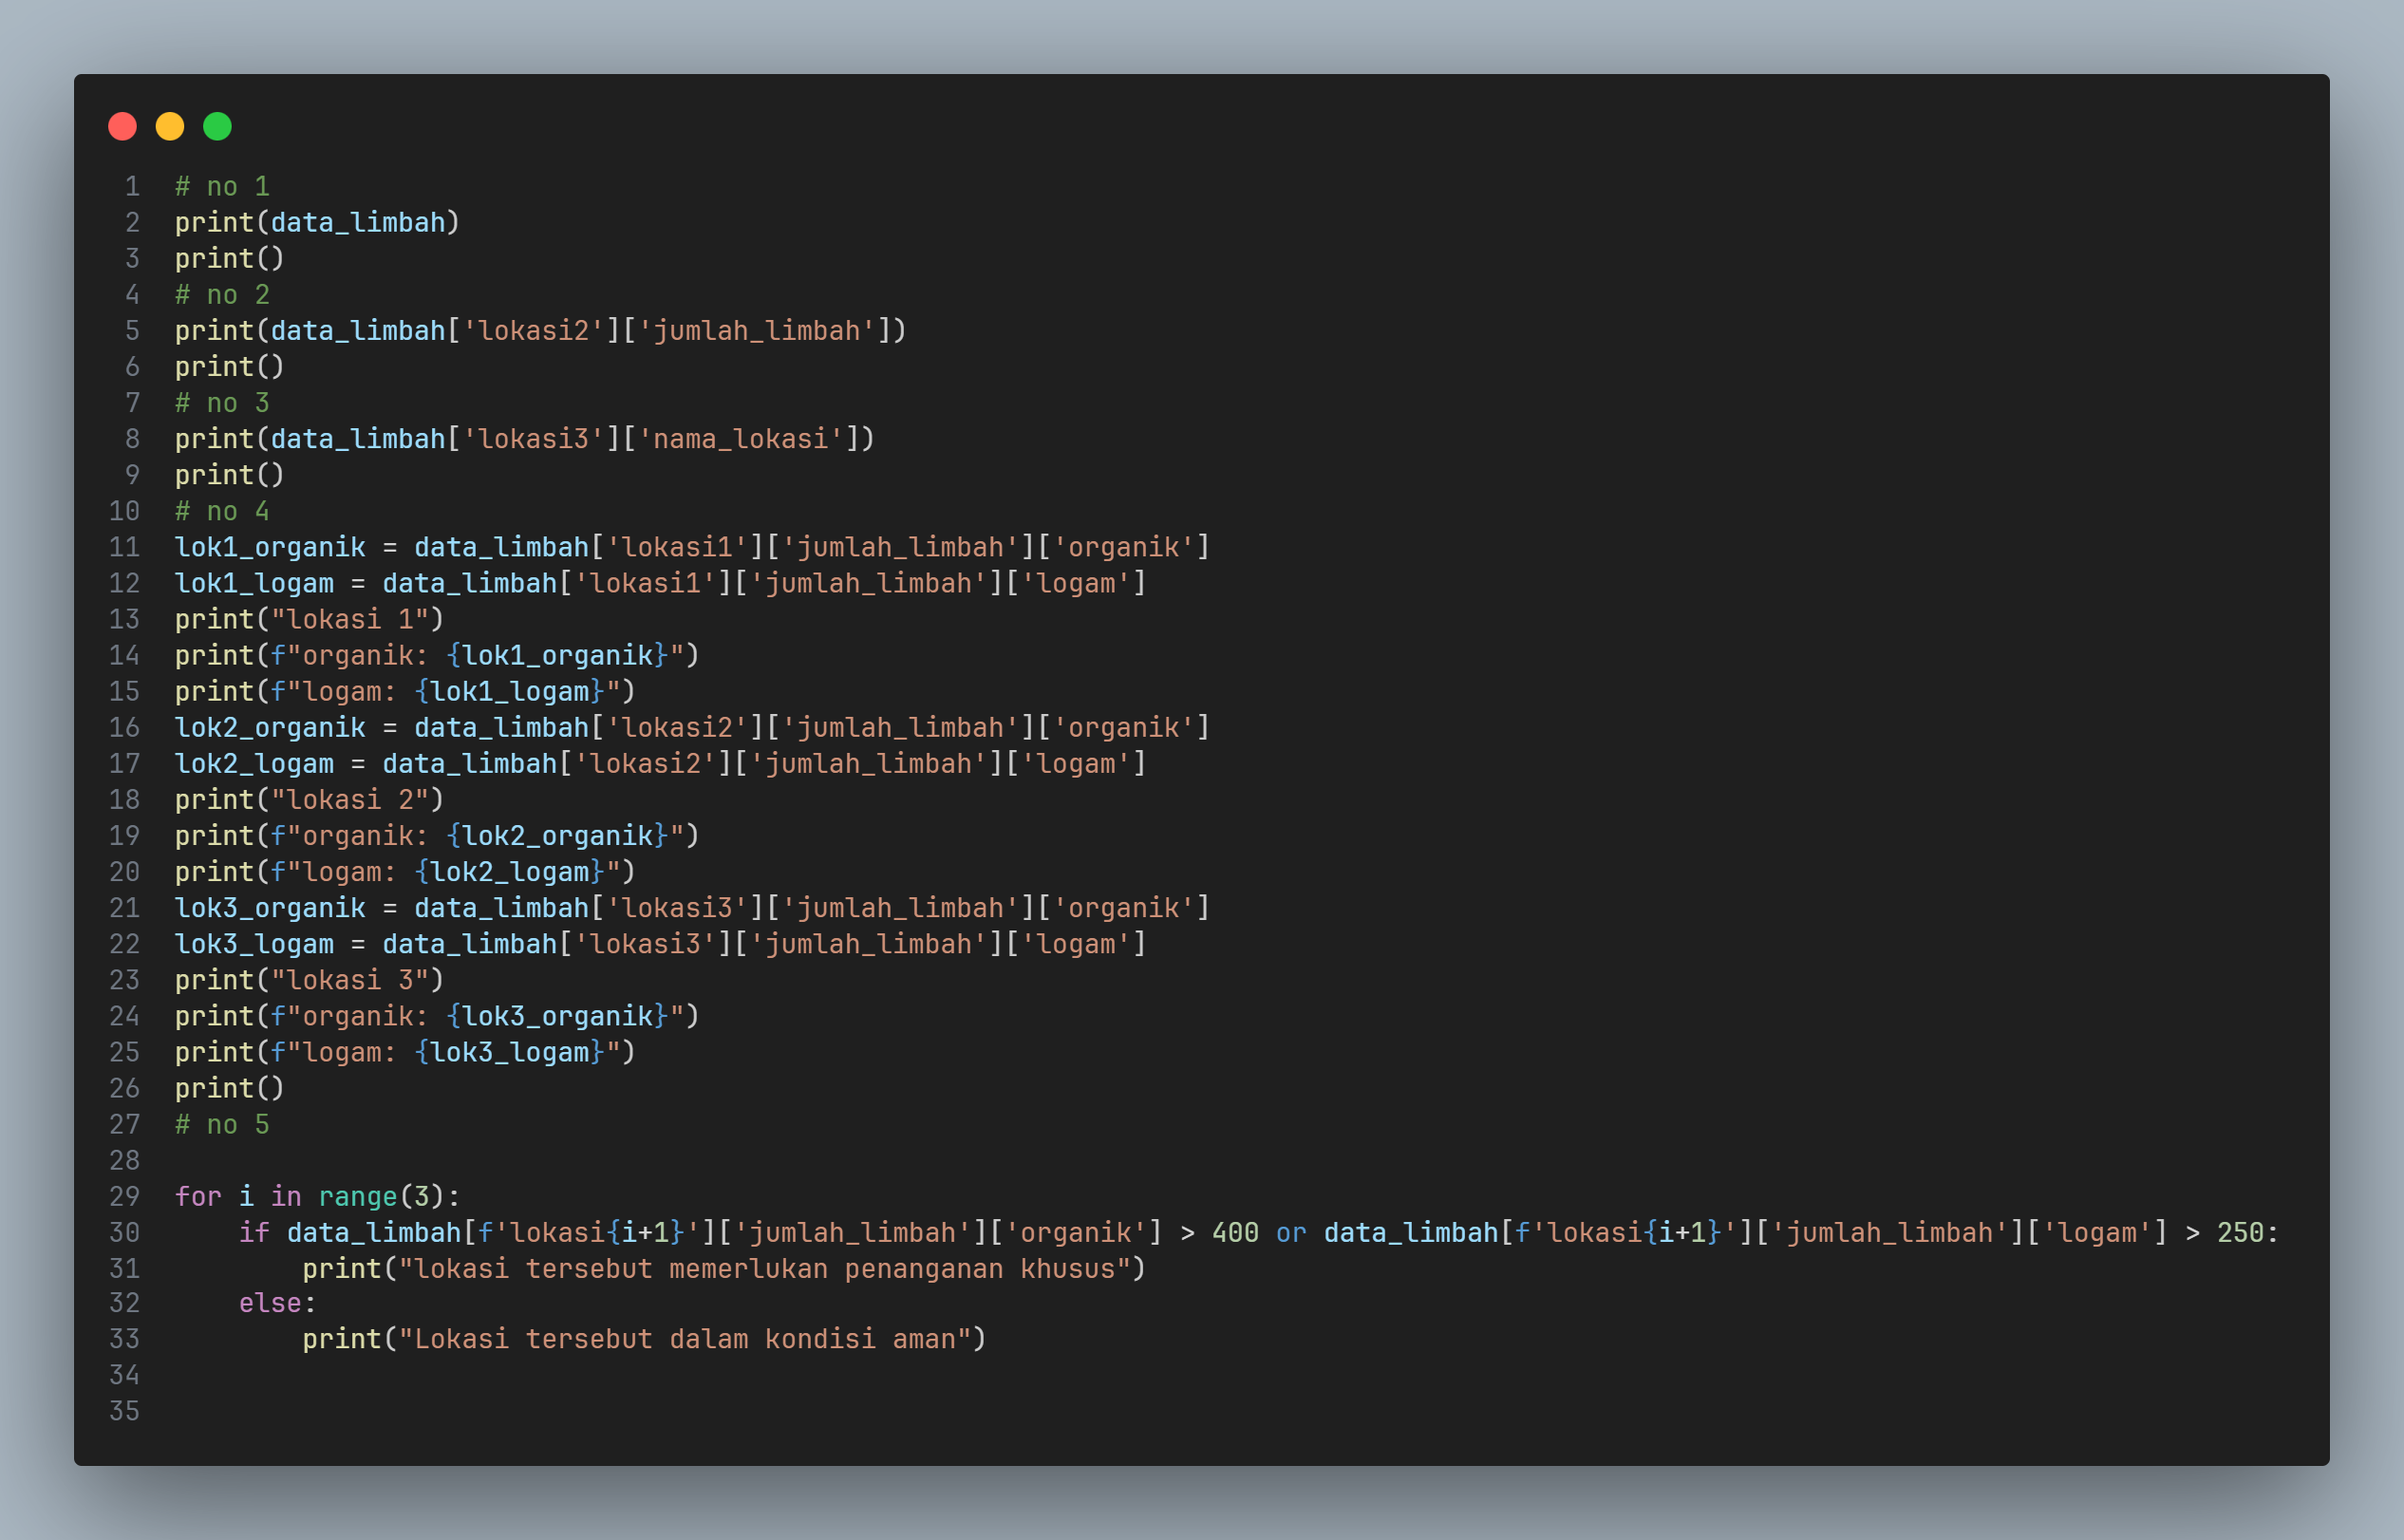 1 # no 1
2 print(data_limbah)
3 print()
4 # no 2
5 print(data_limbah['lokasi2']['jumlah_limbah'])
6 print()
7 # no 3
8 print(data_limbah['lokasi3']['nama_lokasi'])
9 print()
10 # no 4
11 lok1_organik = data_limbah['lokasi1']['jumlah_limbah']['organik']
12 lok1_logam = data_limbah['lokasi1']['jumlah_limbah']['logam']
13 print("lokasi 1")
14 print(f"organik: {lok1_organik}")
15 print(f"logam: {lok1_logam}")
16 lok2_organik = data_limbah['lokasi2']['jumlah_limbah']['organik']
17 lok2_logam = data_limbah['lokasi2']['jumlah_limbah']['logam']
18 print("lokasi 2")
19 print(f"organik: {lok2_organik}")
20 print(f"logam: {lok2_logam}")
21 lok3_organik = data_limbah['lokasi3']['jumlah_limbah']['organik']
22 lok3_logam = data_limbah['lokasi3']['jumlah_limbah']['logam']
23 print("lokasi 3")
24 print(f"organik: {lok3_organik}")
25 print(f"logam: {lok3_logam}")
26 print()
27 # no 5
28
29 for i in range(3):
30     if data_limbah[f'lokasi{i+1}']['jumlah_limbah']['organik'] > 400 or data_limbah[f'lokasi{i+1}']['jumlah_limbah']['logam'] > 250:
31         print("lokasi tersebut memerlukan penanganan khusus")
32     else:
33         print("Lokasi tersebut dalam kondisi aman")
34
35